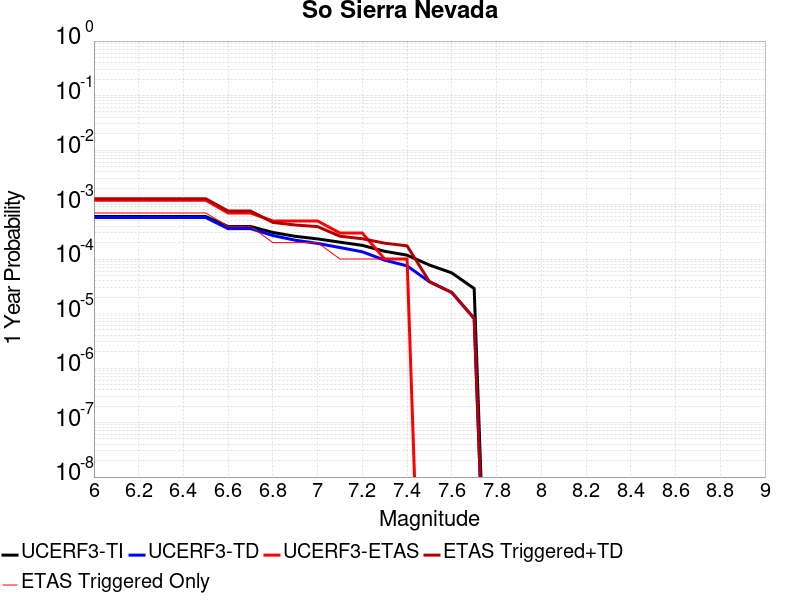 So Sierra Nevada
1 Year Probability
10^0
10^-1
10^-2
10^-3
10^-4
10^-5
10^-6
10^-7
10^-8
6 6.2 6.4 6.6 6.8 7 7.2 7.4 7.6 7.8 8 8.2 8.4 8.6 8.8 9
Magnitude
UCERF3-TI UCERF3-TD UCERF3-ETAS ETAS Triggered+TD
ETAS Triggered Only